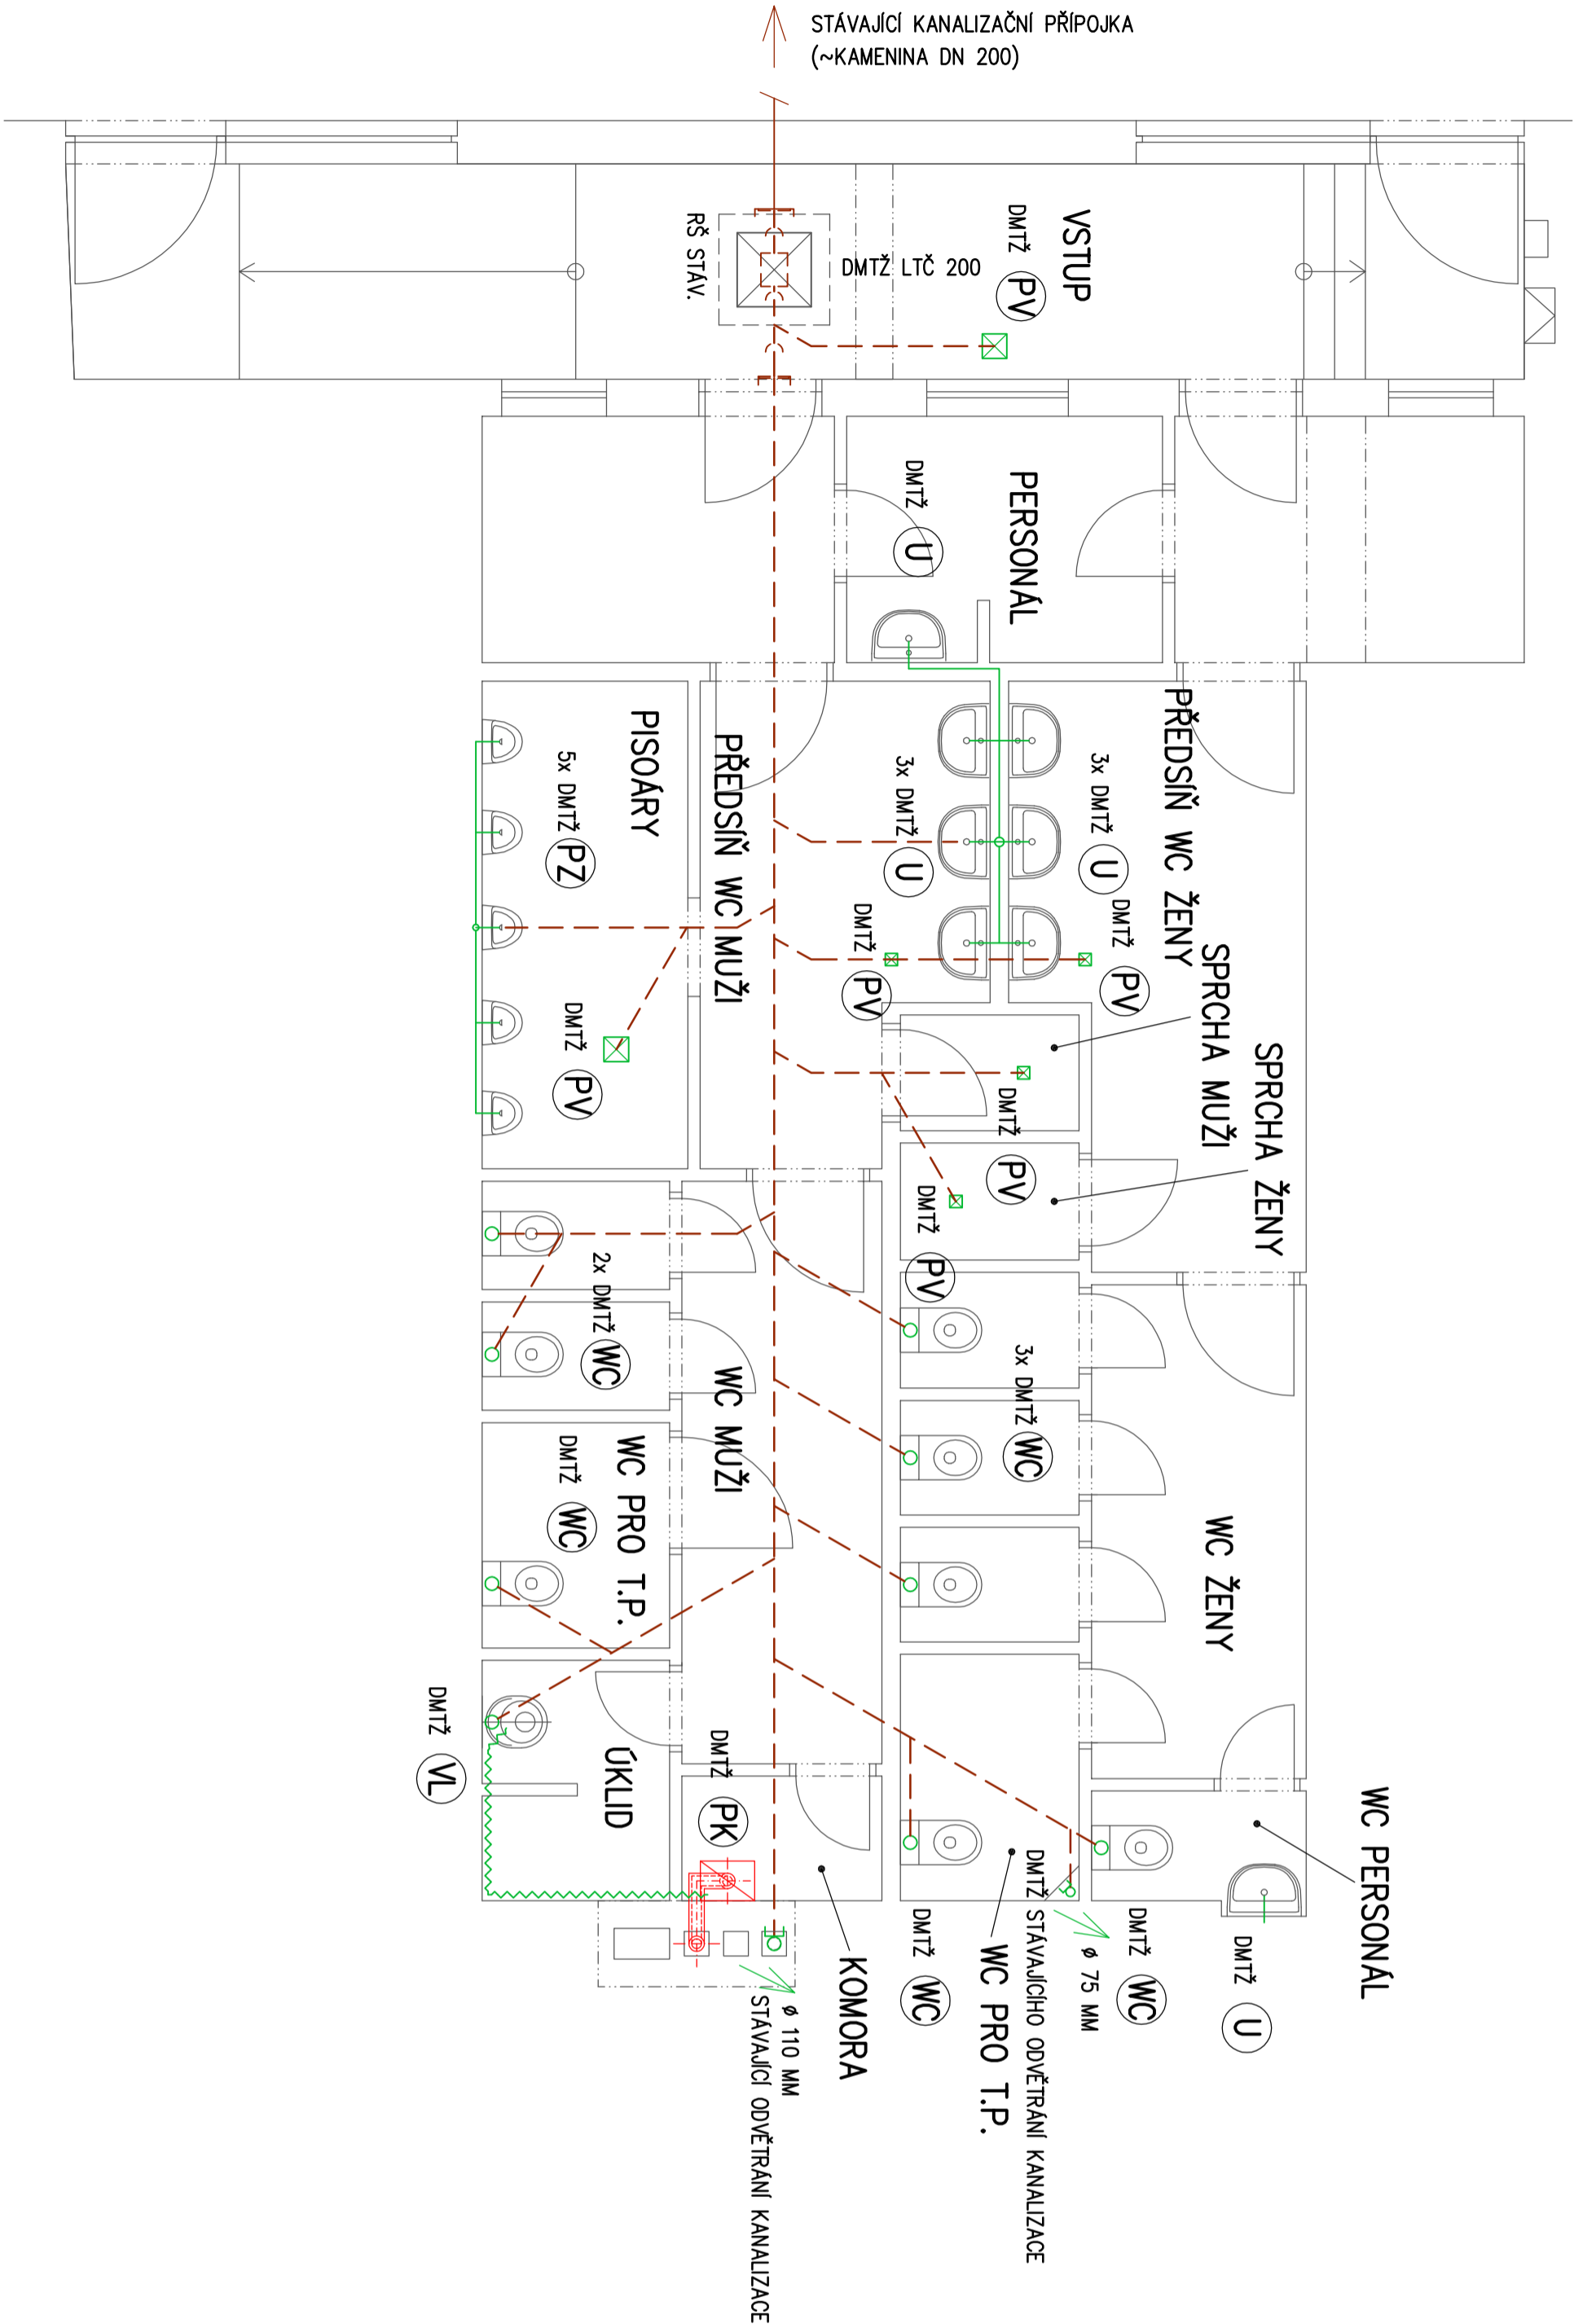 STÁVAJÍCÍ KANALIZAČNÍ PŘÍPOJKA
(~KAMENINA DN 200)
RŠ STÁV.
DMTŽ LTČ 200
DMTŽ PV
VSTUP
DMTŽ U
PERSONÁL
PISOÁRY
5x DMTŽ PZ
DMTŽ PV
PŘEDSÍŇ WC MUŽI
3x DMTŽ U
DMTŽ PV
3x DMTŽ U
DMTŽ PV
PŘEDSÍŇ WC ŽENY
SPRCHA MUŽI
DMTŽ PV
SPRCHA ŽENY
DMTŽ PV
2x DMTŽ WC
WC MUŽI
3x DMTŽ WC
WC ŽENY
WC PRO T.P.
DMTŽ WC
DMTŽ VL
ÚKLID
DMTŽ PK
KOMORA
DMTŽ WC
WC PRO T.P.
DMTŽ STÁVAJÍCÍHO ODVĚTRÁNÍ KANALIZACE
ø 75 MM
DMTŽ WC
DMTŽ U
WC PERSONÁL
ø 110 MM
STÁVAJÍCÍ ODVĚTRÁNÍ KANALIZACE